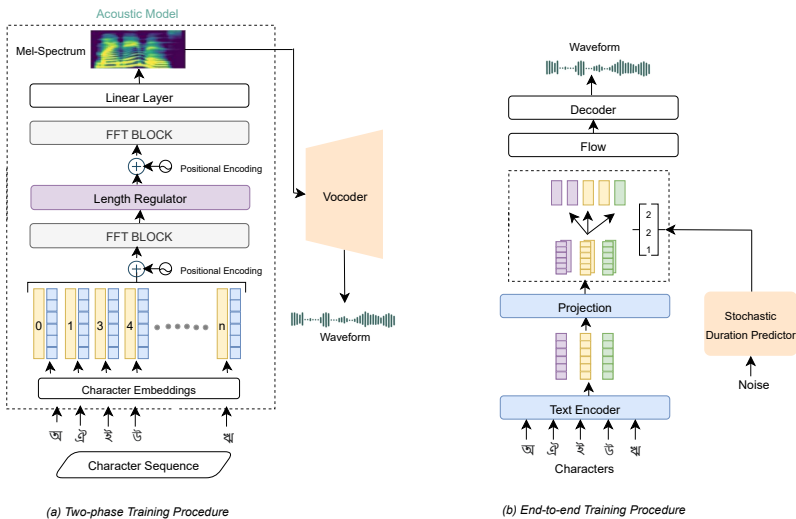 Acoustic Model
Mel-Spectrum
Linear Layer
FFT BLOCK
Positional Encoding
Length Regulator
FFT BLOCK
Positional Encoding
0 1 3 4 n
Character Embeddings
অ ঐ ই উ ঋ
Character Sequence
Vocoder
Waveform
(a) Two-phase Training Procedure
Waveform
Decoder
Flow
2
2
1
Projection
Stochastic
Duration Predictor
Noise
Text Encoder
অ ঐ ই উ ঋ
Characters
(b) End-to-end Training Procedure